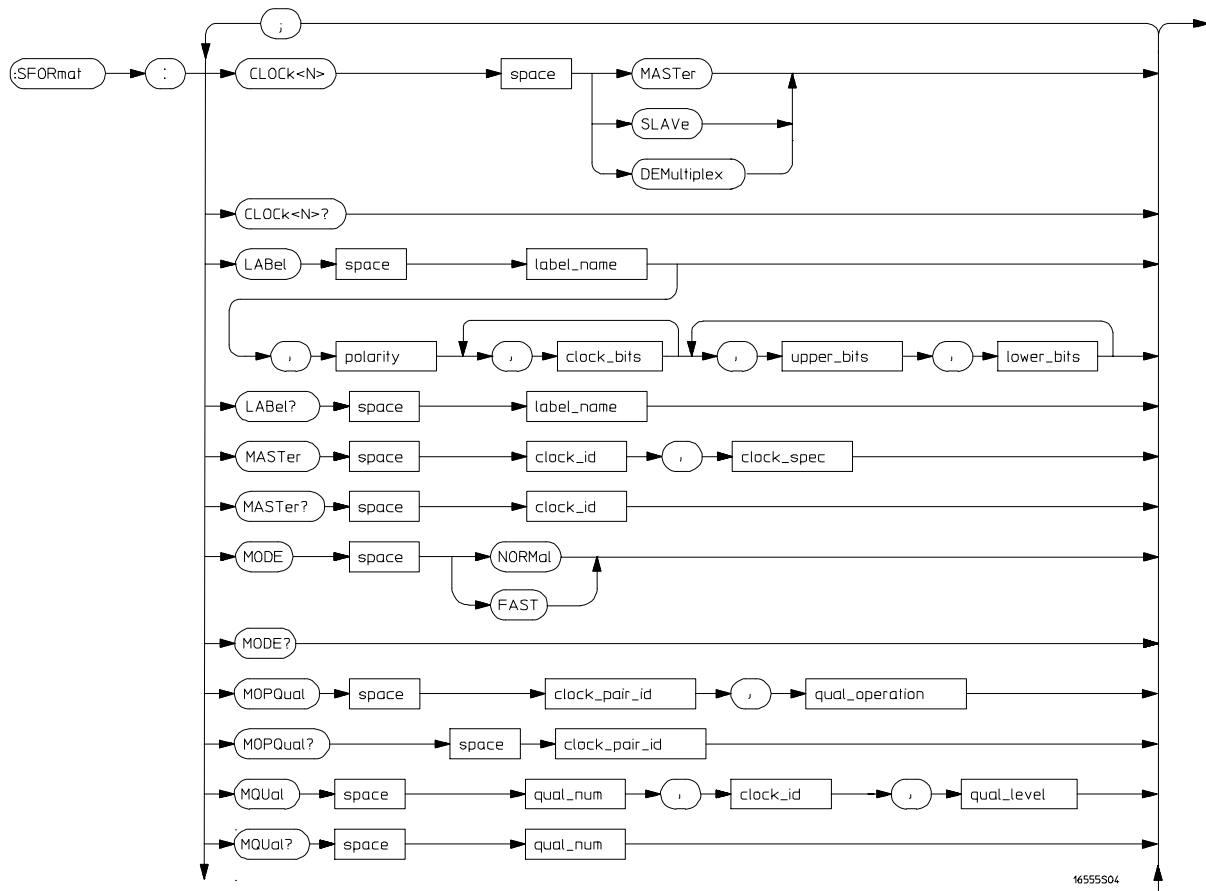 ;
:SFORmat : CLOCk<N> space MASTer
SLAVe
DEMultiplex
CLOCk<N>?
LABel space label_name
, polarity , clock_bits , upper_bits , lower_bits
LABel? space label_name
MASTer space clock_id , clock_spec
MASTer? space clock_id
MODE space NORMal
FAST
MODE?
MOPQual space clock_pair_id , qual_operation
MOPQual? space clock_pair_id
MQUal space qual_num , clock_id , qual_level
MQUal? space qual_num
16555S04